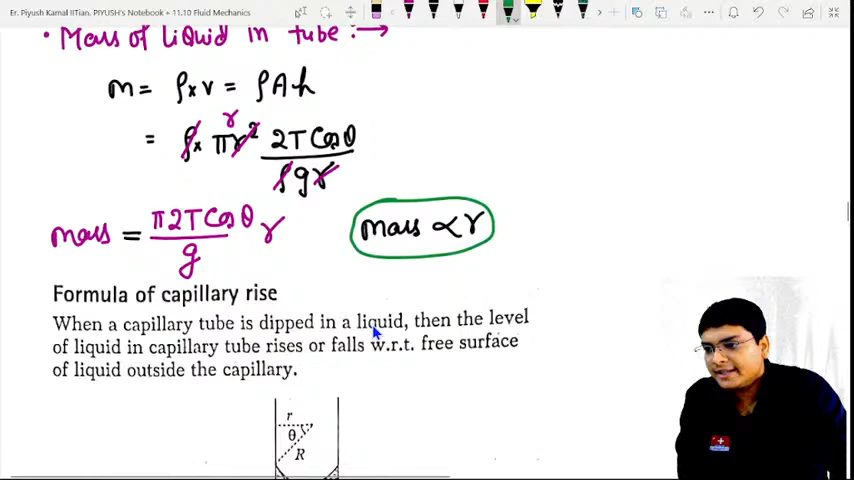 Er. Piyush Kamal IITian. PIYUSH's Notebook » 11.10 Fluid Mechanics
• Mass of liquid in tube :→
m = ρ×v = ρAh
= ρ× πr² 2Tcosθ / ρgr
r
mass = π2Tcosθ / g r
mass ∝ r
Formula of capillary rise
When a capillary tube is dipped in a liquid, then the level
of liquid in capillary tube rises or falls w.r.t. free surface
of liquid outside the capillary.
r
θ
R